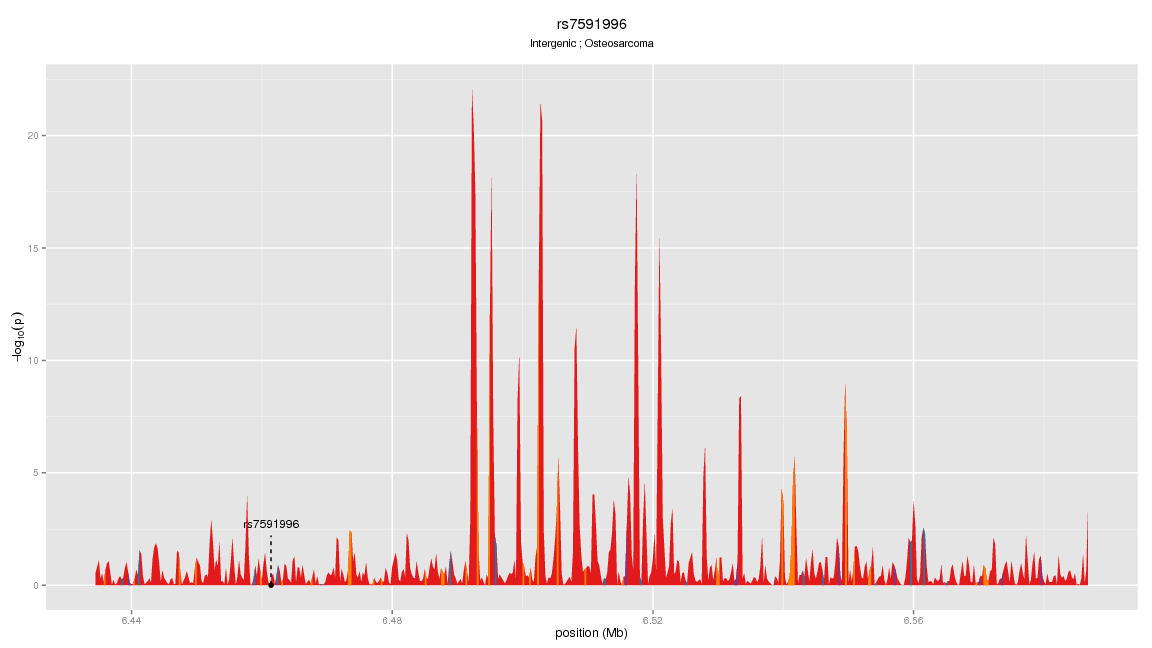 rs7591996
Intergenic ; Osteosarcoma
20
15
10
5
0
−log10(p)
rs7591996
6.44
6.48
6.52
6.56
position (Mb)